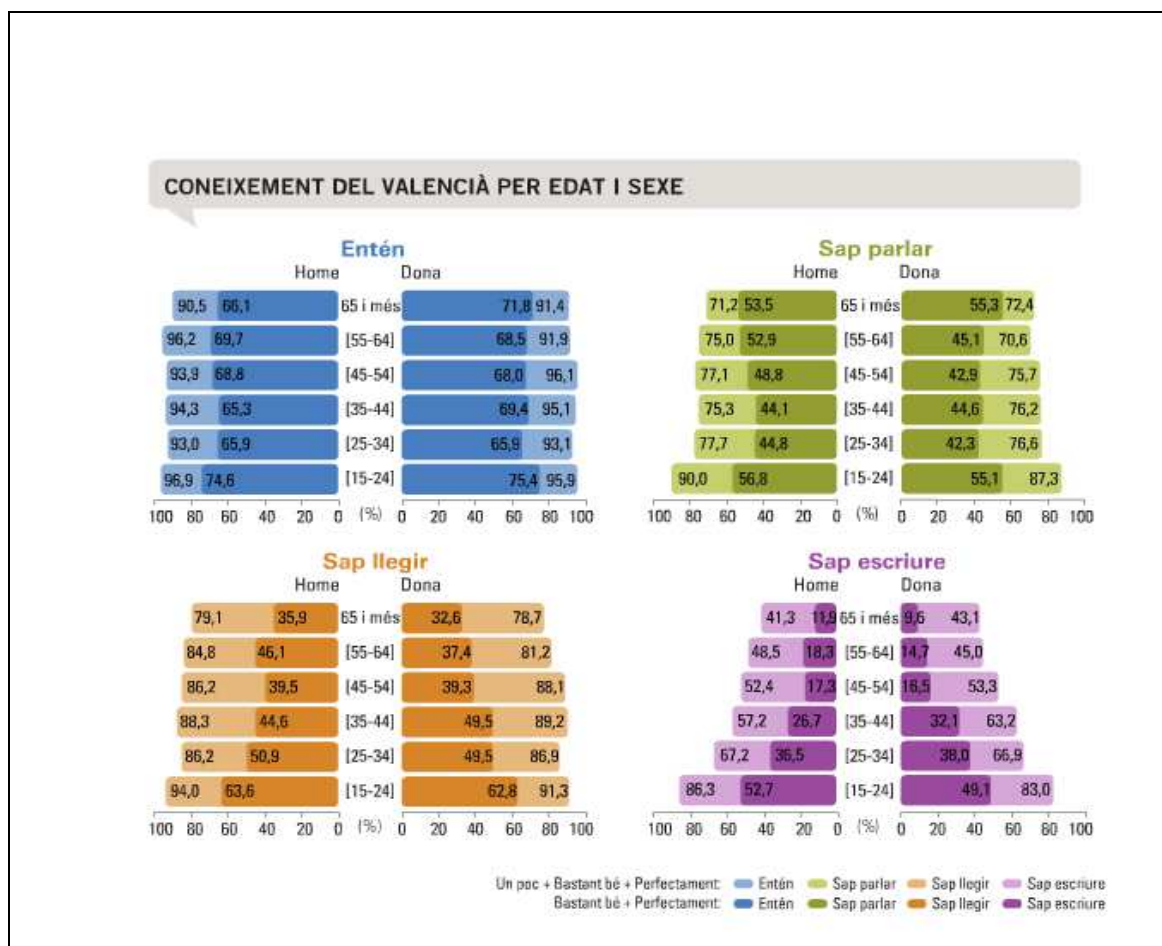 CONEIXEMENT DEL VALENCIÀ PER EDAT I SEXE
Entén
Home Dona
90,5 66,1 65 i més 71,8 91,4
96,2 69,7 [55-64] 68,5 91,9
93,9 68,8 [45-54] 68,0 96,1
94,3 65,3 [35-44] 69,4 95,1
93,0 65,9 [25-34] 65,9 93,1
96,9 74,6 [15-24] 75,4 95,9
100 80 60 40 20 0 (%) 0 20 40 60 80 100
Sap parlar
Home Dona
71,2 53,5 65 i més 55,3 72,4
75,0 52,9 [55-64] 45,1 70,6
77,1 48,8 [45-54] 42,9 75,7
75,3 44,1 [35-44] 44,6 76,2
77,7 44,8 [25-34] 42,3 76,6
90,0 56,8 [15-24] 55,1 87,3
100 80 60 40 20 0 (%) 0 20 40 60 80 100
Sap llegir
Home Dona
79,1 35,9 65 i més 32,6 78,7
84,8 46,1 [55-64] 37,4 81,2
86,2 39,5 [45-54] 39,3 88,1
88,3 44,6 [35-44] 49,5 89,2
86,2 50,9 [25-34] 49,5 86,9
94,0 63,6 [15-24] 62,8 91,3
100 80 60 40 20 0 (%) 0 20 40 60 80 100
Sap escriure
Home Dona
41,3 11,9 65 i més 9,6 43,1
48,5 18,3 [55-64] 14,7 45,0
52,4 17,3 [45-54] 16,5 53,3
57,2 26,7 [35-44] 32,1 63,2
67,2 36,5 [25-34] 38,0 66,9
86,3 52,7 [15-24] 49,1 83,0
100 80 60 40 20 0 (%) 0 20 40 60 80 100
Un poc + Bastant bé + Perfectament: Entén Sap parlar Sap llegir Sap escriure
Bastant bé + Perfectament: Entén Sap parlar Sap llegir Sap escriure